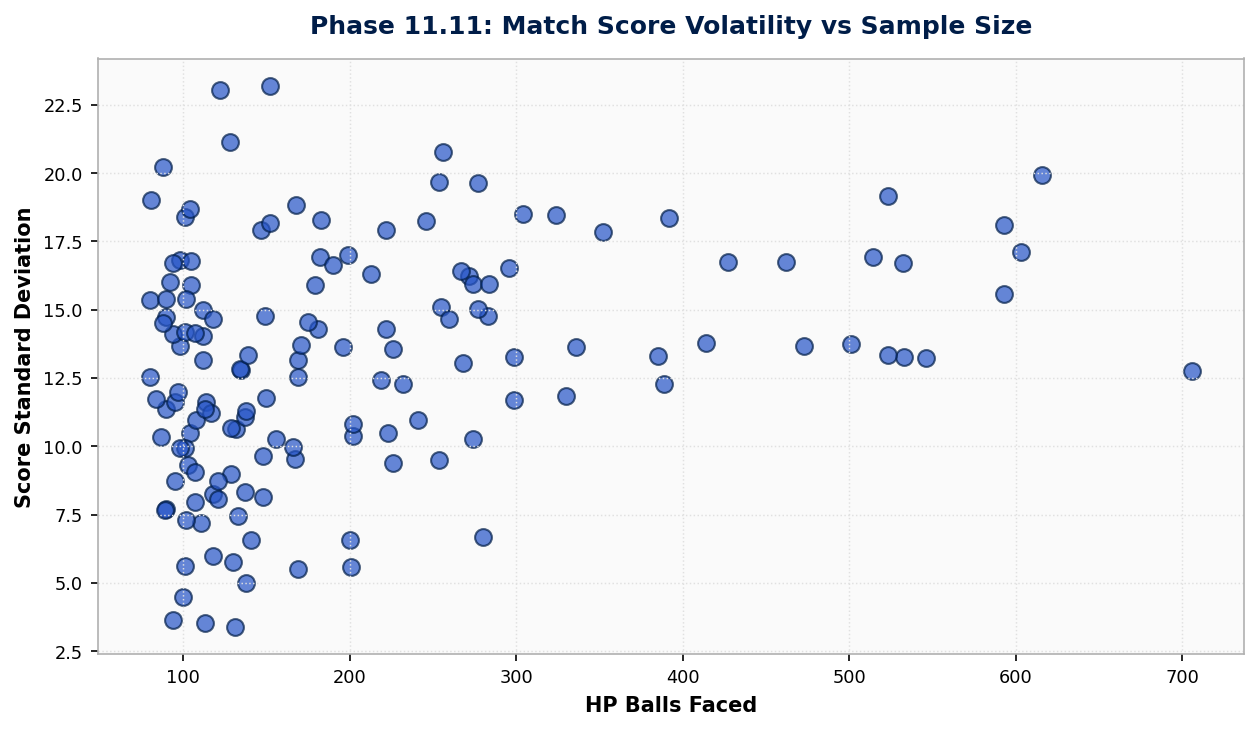 Phase 11.11: Match Score Volatility vs Sample Size
Score Standard Deviation
22.5
20.0
17.5
15.0
12.5
10.0
7.5
5.0
2.5
100 200 300 400 500 600 700
HP Balls Faced